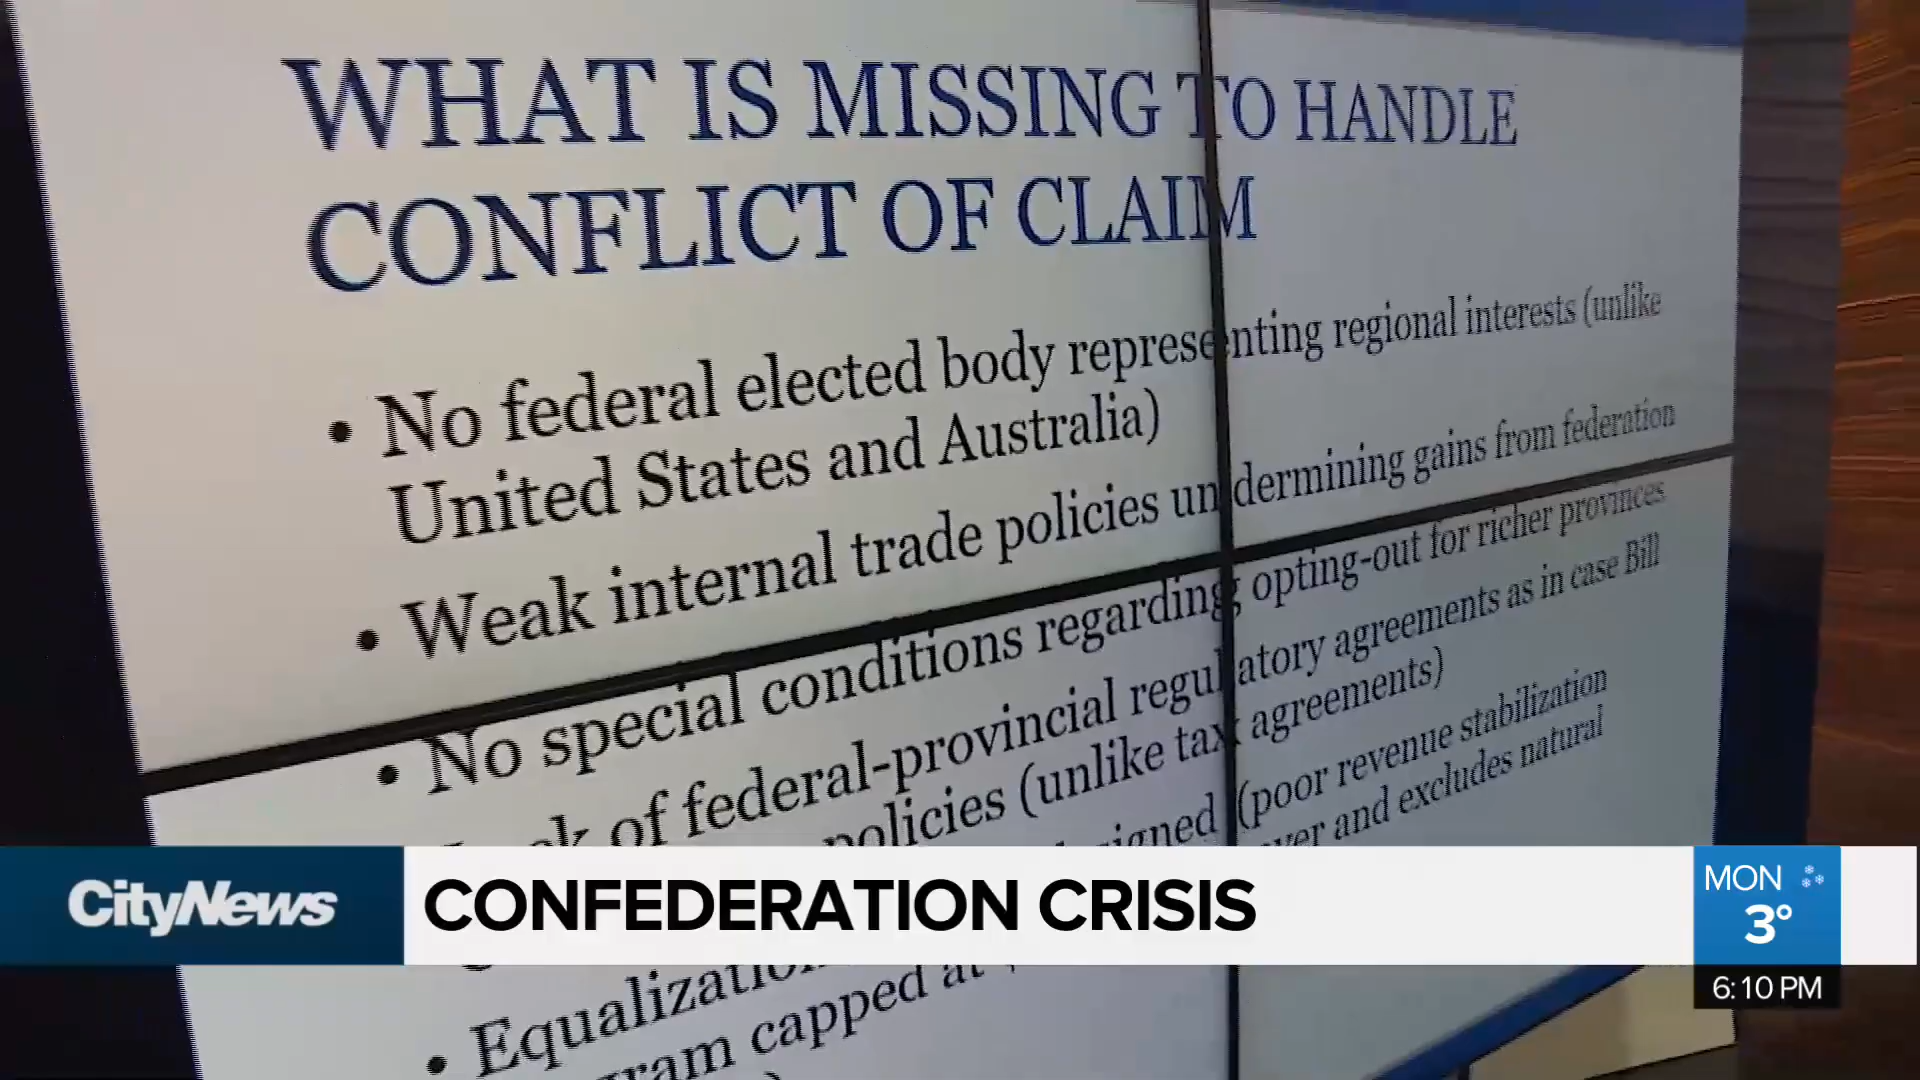 WHAT IS MISSING TO HANDLE
CONFLICT OF CLAIM
• No federal elected body representing regional interests (unlike
United States and Australia)
• Weak internal trade policies undermining gains from federation
• No special conditions regarding opting-out for richer provinces
of federal-provincial regulatory agreements as in case Bill
policies (unlike tax agreements)
(poor revenue stabilization
and excludes natural
• Equalization
capped at
CityNews
CONFEDERATION CRISIS
MON
3°
6:10 PM